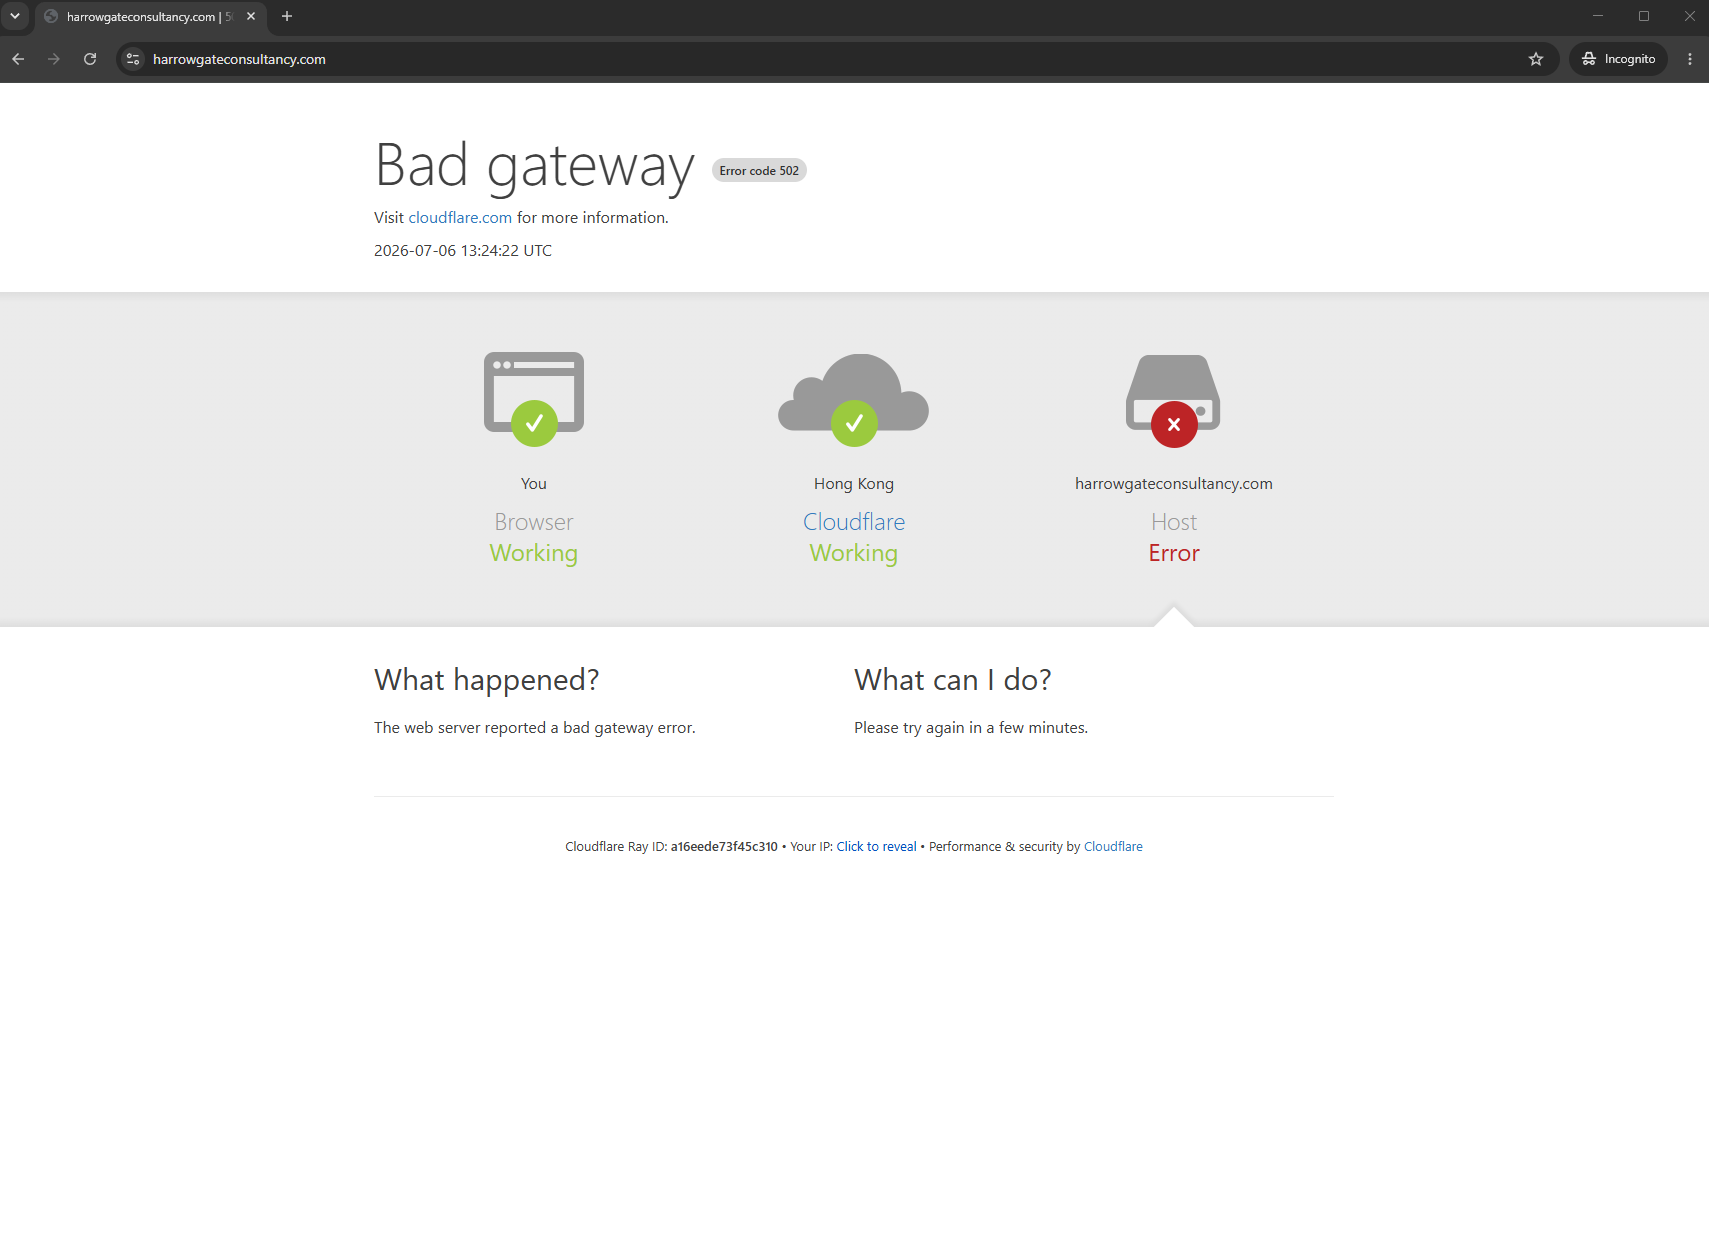 harrowgateconsultancy.com | 50
harrowgateconsultancy.com
Incognito
Bad gateway Error code 502
Visit cloudflare.com for more information.
2026-07-06 13:24:22 UTC
You
Browser
Working
Hong Kong
Cloudflare
Working
harrowgateconsultancy.com
Host
Error
What happened?
The web server reported a bad gateway error.
What can I do?
Please try again in a few minutes.
Cloudflare Ray ID: a16eede73f45c310 • Your IP: Click to reveal • Performance & security by Cloudflare